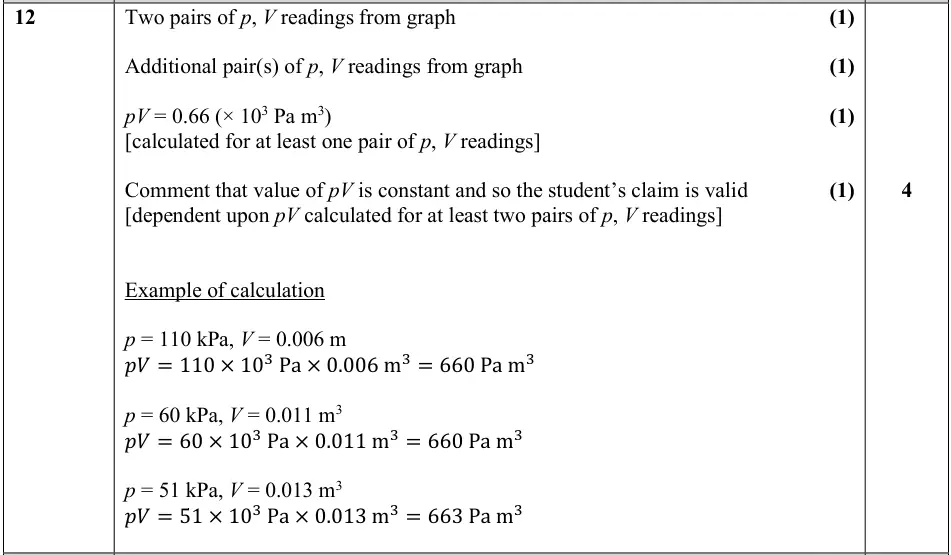 12 Two pairs of p, V readings from graph (1)
Additional pair(s) of p, V readings from graph (1)
pV = 0.66 (× 10³ Pa m³) (1)
[calculated for at least one pair of p, V readings]
Comment that value of pV is constant and so the student’s claim is valid (1) 4
[dependent upon pV calculated for at least two pairs of p, V readings]
Example of calculation
p = 110 kPa, V = 0.006 m
pV = 110 × 10³ Pa × 0.006 m³ = 660 Pa m³
p = 60 kPa, V = 0.011 m³
pV = 60 × 10³ Pa × 0.011 m³ = 660 Pa m³
p = 51 kPa, V = 0.013 m³
pV = 51 × 10³ Pa × 0.013 m³ = 663 Pa m³